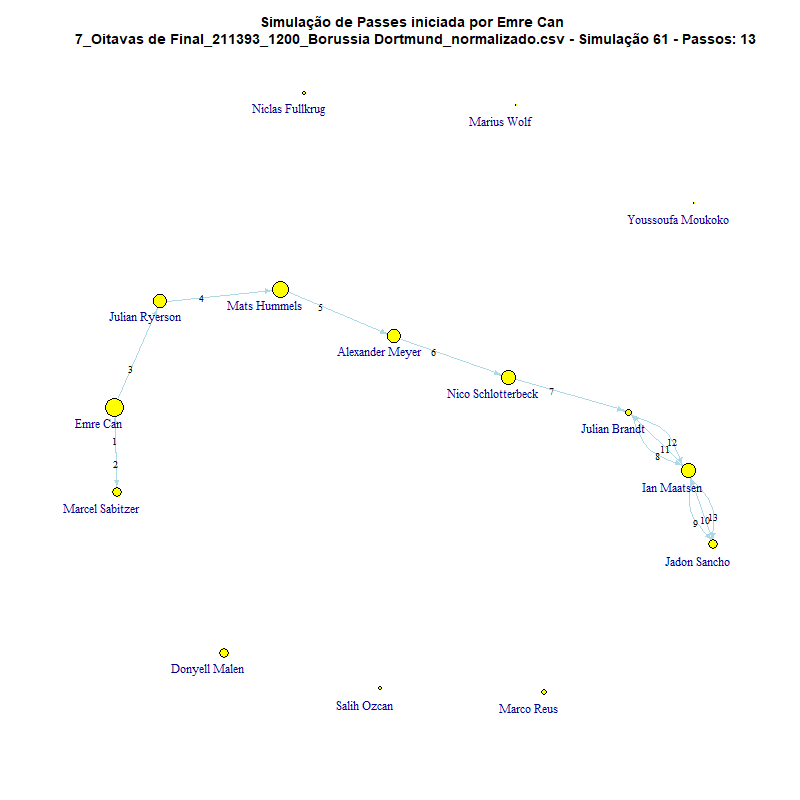 Simulação de Passes iniciada por Emre Can
7_Oitavas de Final_211393_1200_Borussia Dortmund_normalizado.csv - Simulação 61 - Passos: 13
Niclas Fullkrug
Marius Wolf
Youssoufa Moukoko
4
Mats Hummels
5
Julian Ryerson
Alexander Meyer
6
3
Nico Schlotterbeck
7
Emre Can
Julian Brandt
1
12
11
8
2
Ian Maatsen
Marcel Sabitzer
9
10
13
Jadon Sancho
Donyell Malen
Salih Ozcan
Marco Reus